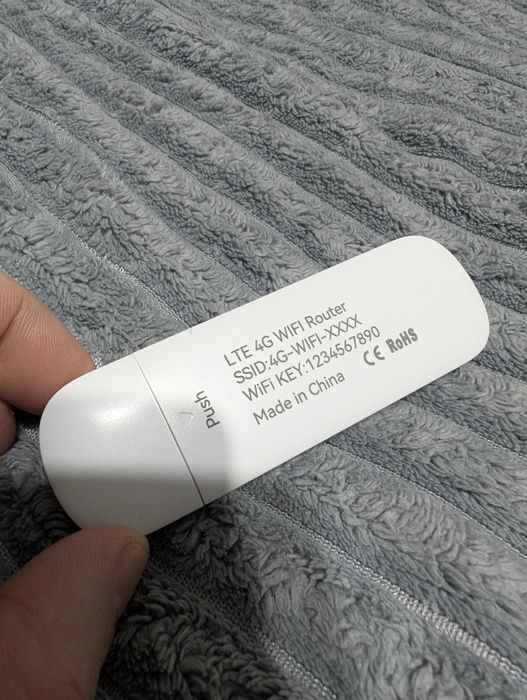 LTE 4G WIFI Router
SSID:4G-WIFI-XXXX
WiFi KEY:1234567890
Made in China
CE RoHS
Push